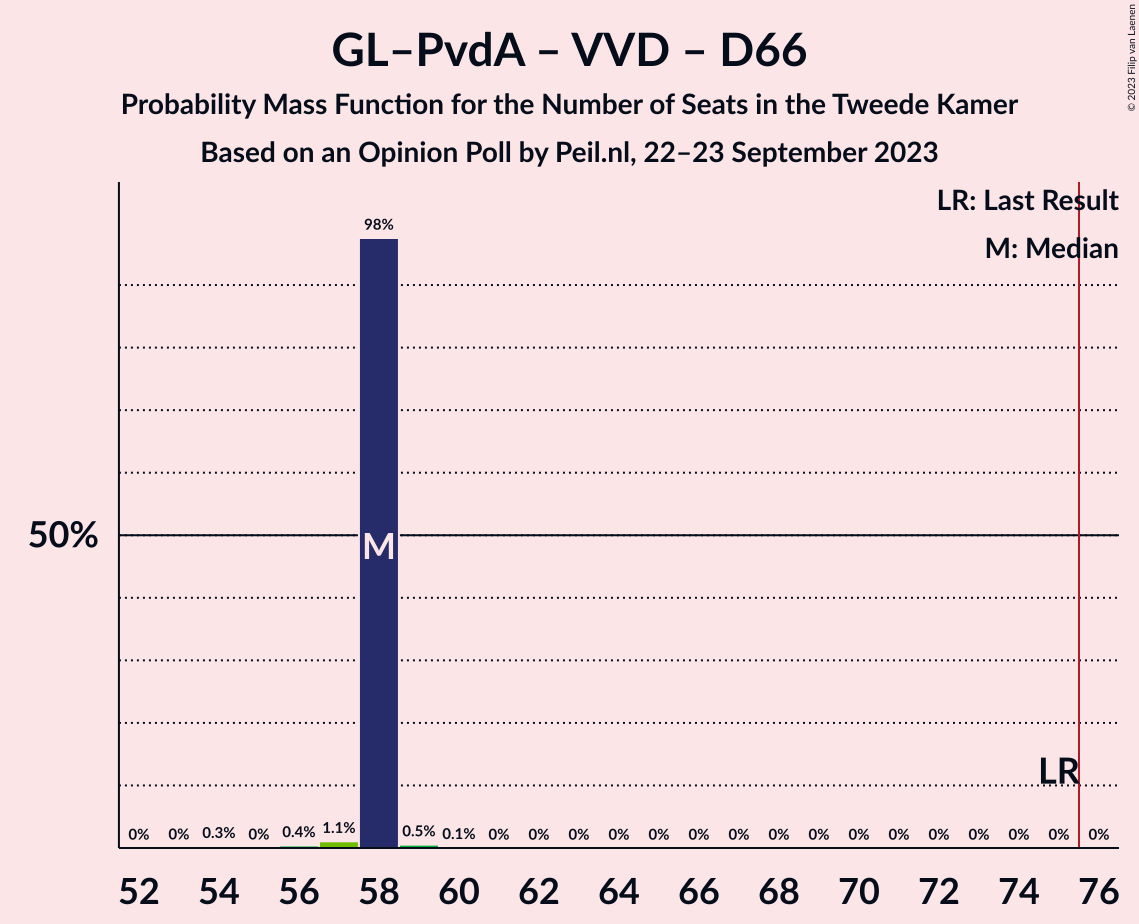 GL–PvdA – VVD – D66
Probability Mass Function for the Number of Seats in the Tweede Kamer
Based on an Opinion Poll by Peil.nl, 22–23 September 2023
© 2023 Filip van Laenen
LR: Last Result
M: Median
98%
50%
M
LR
0% 0% 0.3% 0% 0.4% 1.1% 0.5% 0.1% 0% 0% 0% 0% 0% 0% 0% 0% 0% 0% 0% 0% 0% 0% 0% 0%
52 54 56 58 60 62 64 66 68 70 72 74 76